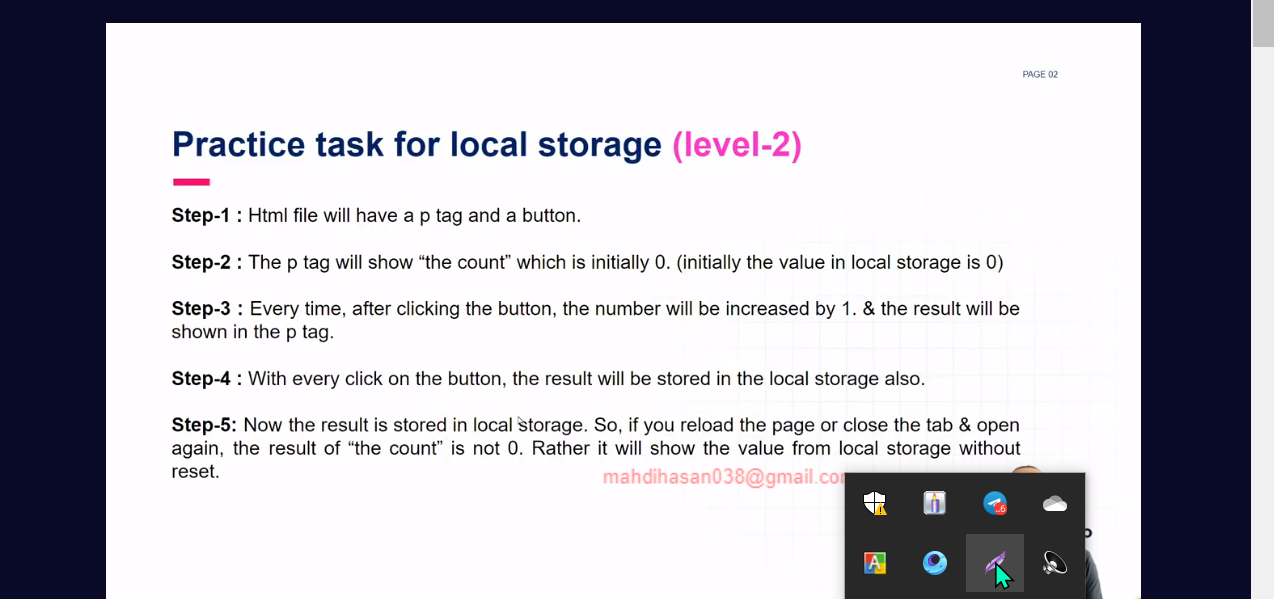 PAGE 02
Practice task for local storage (level-2)
Step-1 : Html file will have a p tag and a button.
Step-2 : The p tag will show “the count” which is initially 0. (initially the value in local storage is 0)
Step-3 : Every time, after clicking the button, the number will be increased by 1. & the result will be
shown in the p tag.
Step-4 : With every click on the button, the result will be stored in the local storage also.
Step-5: Now the result is stored in local storage. So, if you reload the page or close the tab & open
again, the result of “the count” is not 0. Rather it will show the value from local storage without
reset.
mahdihasan038@gmail.co
..6
A